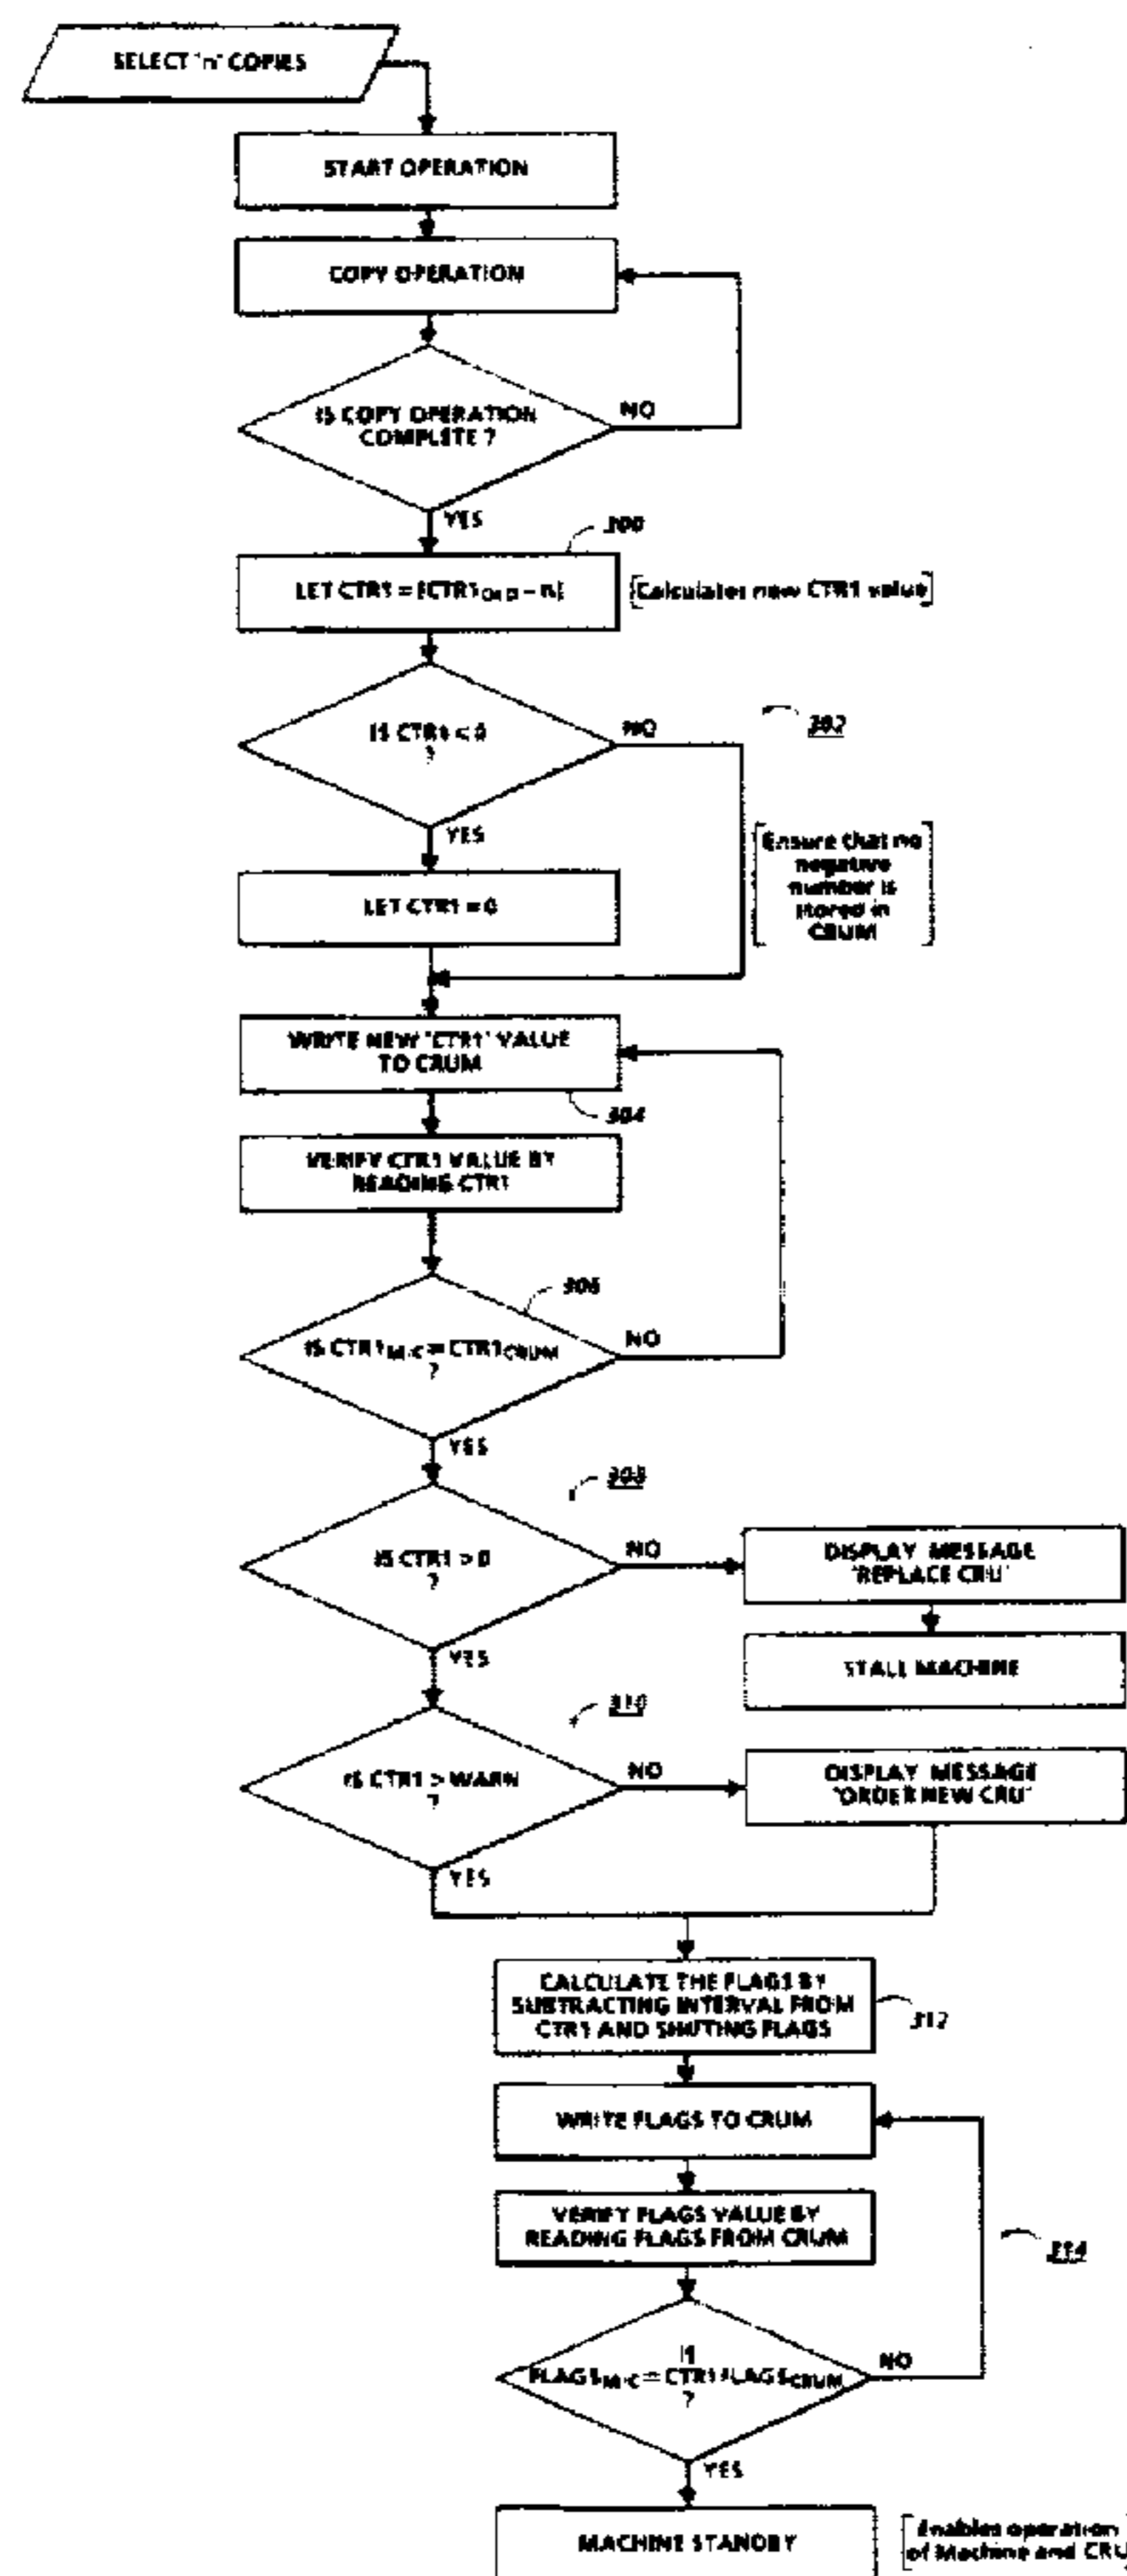 SELECT 'n' COPIES
START OPERATION
COPY OPERATION
IS COPY OPERATION
COMPLETE ?
NO
YES
300
LET CTR1 = [CTR1OLD - n]
[Calculates new CTR1 value]
IS CTR1 < 0
?
NO
302
YES
Ensure that no
negative
number is
stored in
CRUM
LET CTR1 = 0
WRITE NEW 'CTR1' VALUE
TO CRUM
304
VERIFY CTR1 VALUE BY
READING CTR1
306
IS CTR1M/C = CTR1CRUM
?
NO
YES
308
IS CTR1 > 0
?
NO
DISPLAY MESSAGE
'REPLACE CRU'
YES
STALL MACHINE
310
IS CTR1 > WARN
?
NO
DISPLAY MESSAGE
'ORDER NEW CRU'
YES
CALCULATE THE FLAGS BY
SUBTRACTING INTERVAL FROM
CTR1 AND SHUTING FLAGS
312
WRITE FLAGS TO CRUM
VERIFY FLAGS VALUE BY
READING FLAGS FROM CRUM
314
IS
FLAGSM/C = CTR1FLAGSCRUM
?
NO
YES
MACHINE STANDBY
Enables operation
of Machine and CRU